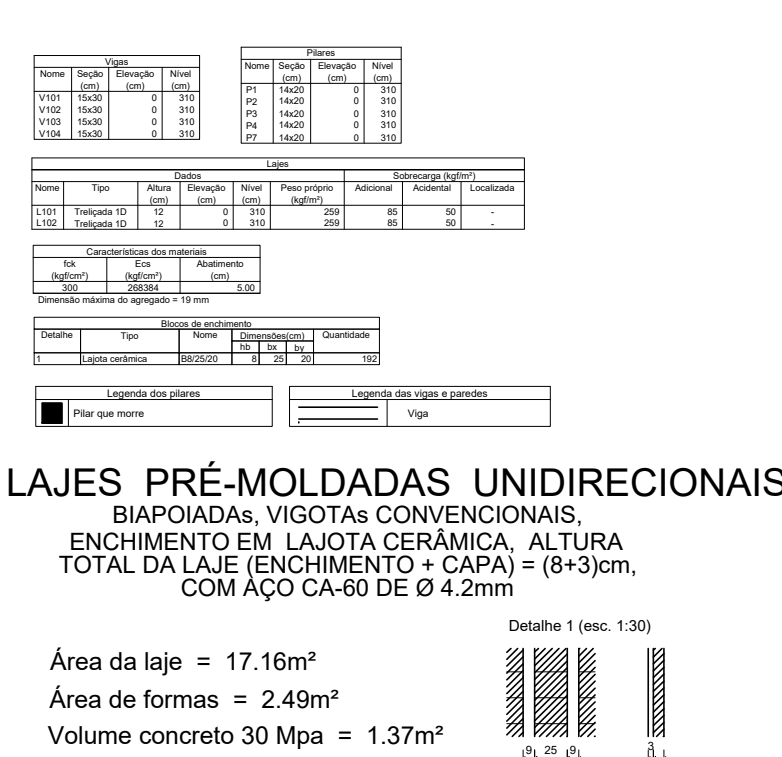 Vigas
Nome Seção Elevação Nível
(cm) (cm) (cm)
V101 15x30 0 310
V102 15x30 0 310
V103 15x30 0 310
V104 15x30 0 310
Pilares
Nome Seção Elevação Nível
(cm) (cm) (cm)
P1 14x20 0 310
P2 14x20 0 310
P3 14x20 0 310
P4 14x20 0 310
P7 14x20 0 310
Lajes
Dados Sobrecarga (kgf/m²)
Nome Tipo Altura Elevação Nível Peso próprio Adicional Acidental Localizada
(cm) (cm) (cm) (kgf/m²)
L101 Treliçada 1D 12 0 310 259 85 50 -
L102 Treliçada 1D 12 0 310 259 85 50 -
Características dos materiais
fck Ecs Abatimento
(kgf/cm²) (kgf/cm²) (cm)
300 268384 5.00
Dimensão máxima do agregado = 19 mm
Blocos de enchimento
Detalhe Tipo Nome Dimensões(cm) Quantidade
hb bx by
1 Lajota cerâmica B8/25/20 8 25 20 192
Legenda dos pilares
Pilar que morre
Legenda das vigas e paredes
Viga
LAJES PRÉ-MOLDADAS UNIDIRECIONAIS
BIAPOIADAs, VIGOTAs CONVENCIONAIS,
ENCHIMENTO EM LAJOTA CERÂMICA, ALTURA
TOTAL DA LAJE (ENCHIMENTO + CAPA) = (8+3)cm,
COM AÇO CA-60 DE Ø 4.2mm
Detalhe 1 (esc. 1:30)
Área da laje = 17.16m²
Área de formas = 2.49m²
Volume concreto 30 Mpa = 1.37m²
9 25 9
3